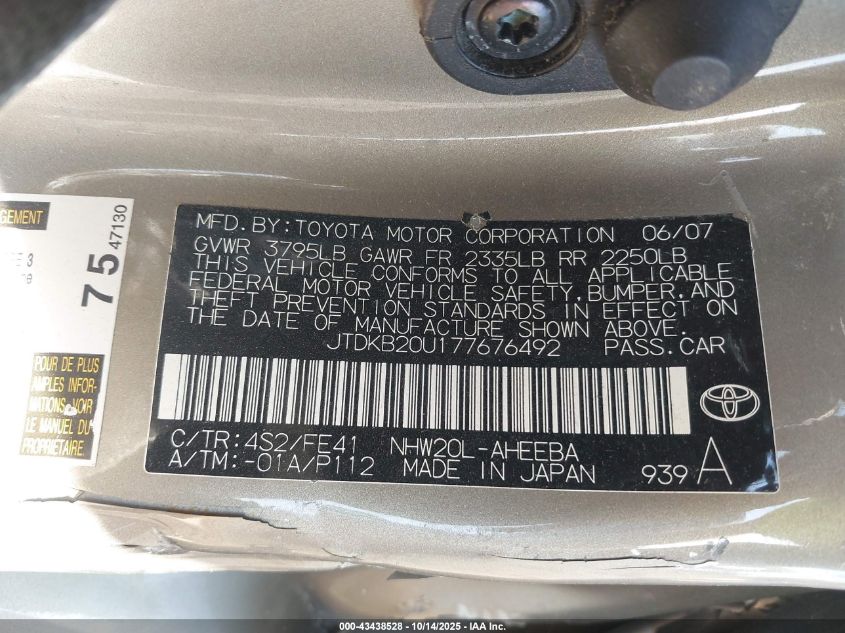 MFD.BY:TOYOTA MOTOR CORPORATION 06/07
GVWR 3795LB GAWR FR 2335LB RR 2250LB
THIS VEHICLE CONFORMS TO ALL APPLICABLE
FEDERAL MOTOR VEHICLE SAFETY,BUMPER,AND
THEFT PREVENTION STANDARDS IN EFFECT ON
THE DATE OF MANUFACTURE SHOWN ABOVE.
JTDKB20U177676492 PASS.CAR
C/TR:4S2/FE41 NHW20L-AHEEBA
A/TM:-01A/P112 MADE IN JAPAN 939 A
GEMENT
75
47130
POUR DE PLUS
AMPLES INFOR-
MATIONS, VOIR
LE MANUEL DU
PROPRIÉTAIRE.
000-43438528 - 10/14/2025 - IAA Inc.